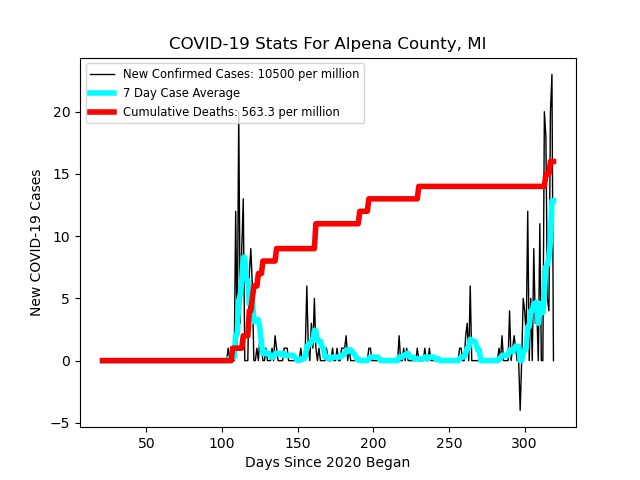 COVID-19 Stats For Alpena County, MI
New Confirmed Cases: 10500 per million
7 Day Case Average
Cumulative Deaths: 563.3 per million
New COVID-19 Cases
20
15
10
5
0
−5
50 100 150 200 250 300
Days Since 2020 Began